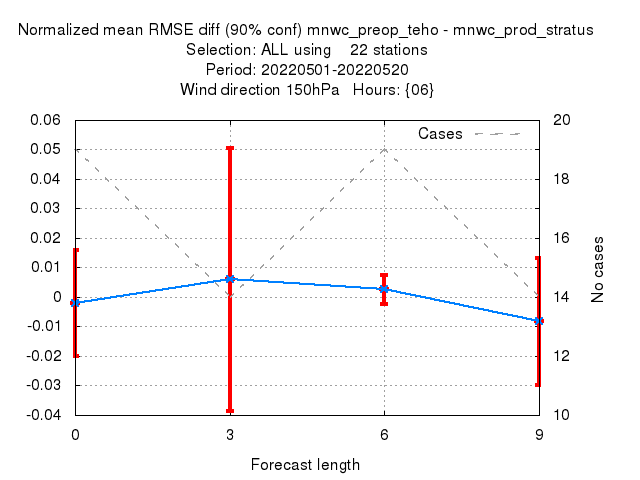 Normalized mean RMSE diff (90% conf) mnwc_preop_teho - mnwc_prod_stratus
Selection: ALL using    22 stations
Period: 20220501-20220520
Wind direction 150hPa   Hours: {06}
Cases
0.06
0.05
0.04
0.03
0.02
0.01
0
-0.01
-0.02
-0.03
-0.04
20
18
16
14
12
10
No cases
0 3 6 9
Forecast length